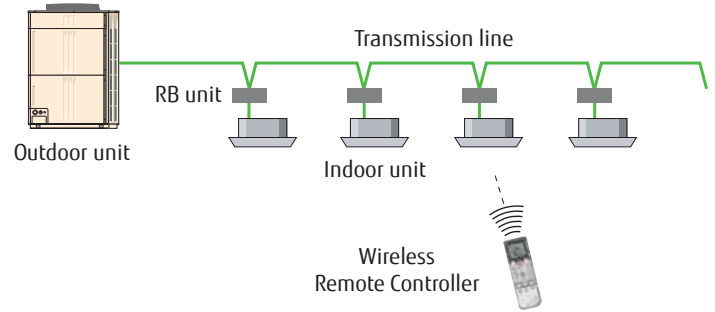 Transmission line
RB unit
Outdoor unit
Indoor unit
Wireless
Remote Controller